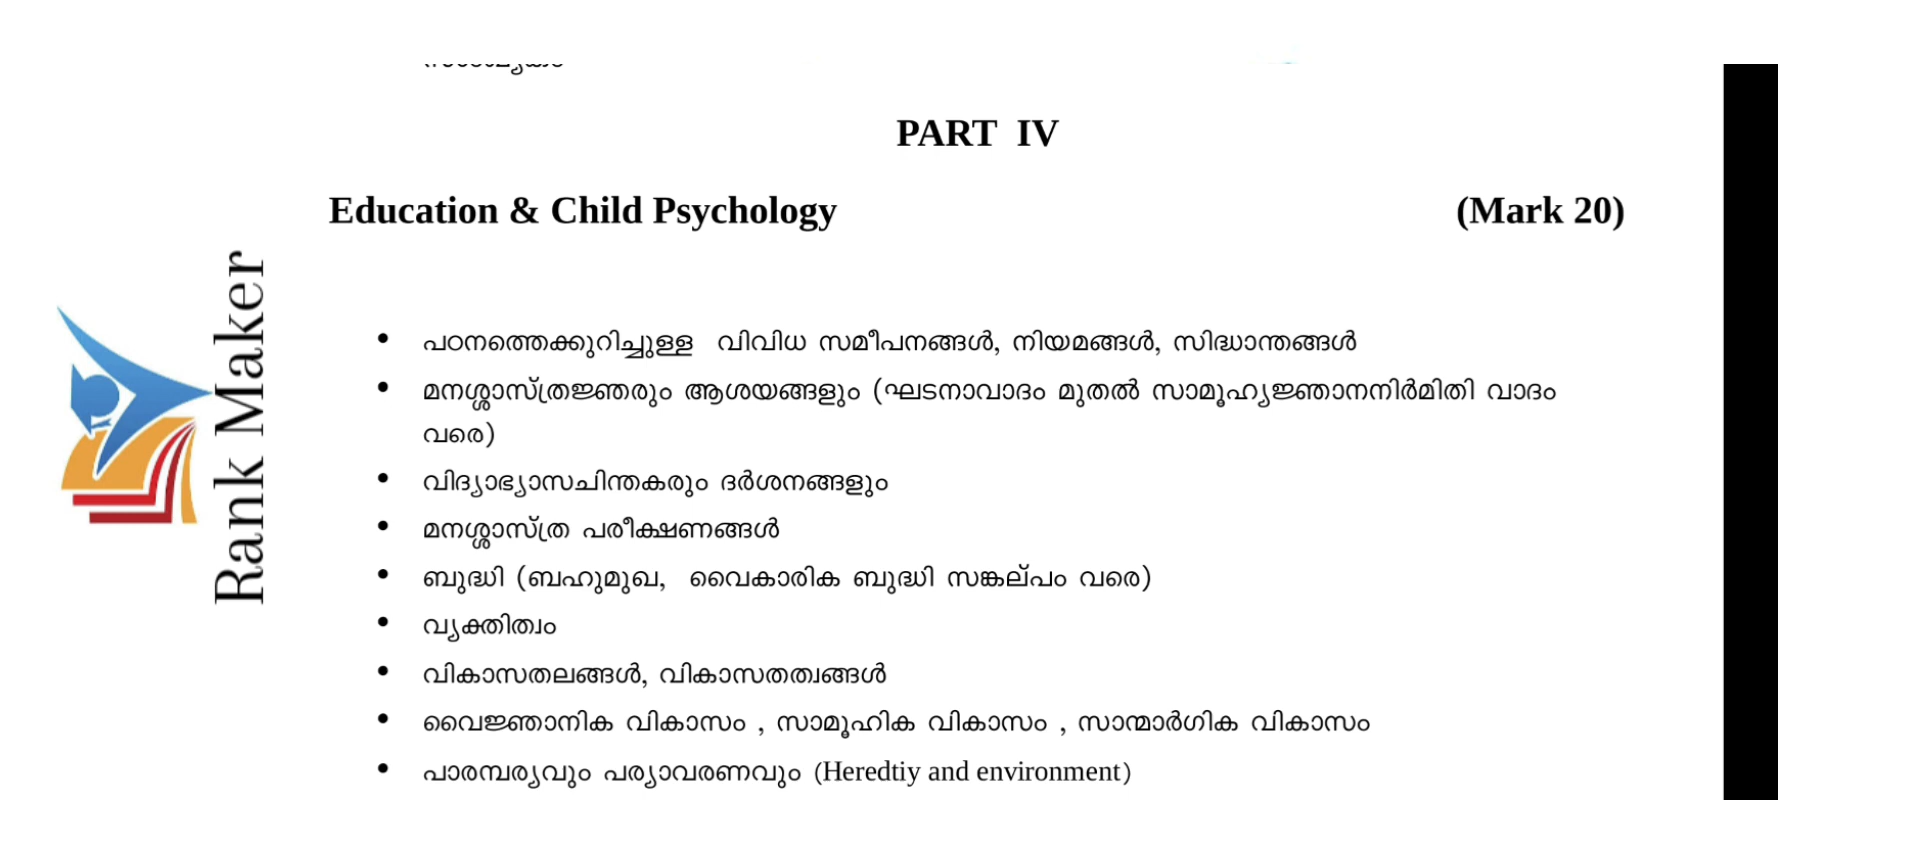 PART IV
Education & Child Psychology (Mark 20)
Rank Maker
• പഠനത്തെക്കുറിച്ചുള്ള വിവിധ സമീപനങ്ങൾ, നിയമങ്ങൾ, സിദ്ധാന്തങ്ങൾ
• മനശ്ശാസ്ത്രജ്ഞരും ആശയങ്ങളും (ഘടനാവാദം മുതൽ സാമൂഹ്യജ്ഞാനനിർമിതി വാദം
വരെ)
• വിദ്യാഭ്യാസചിന്തകരും ദർശനങ്ങളും
• മനശ്ശാസ്ത്ര പരീക്ഷണങ്ങൾ
• ബുദ്ധി (ബഹുമുഖ, വൈകാരിക ബുദ്ധി സങ്കല്പം വരെ)
• വ്യക്തിത്വം
• വികാസതലങ്ങൾ, വികാസതത്വങ്ങൾ
• വൈജ്ഞാനിക വികാസം , സാമൂഹിക വികാസം , സാന്മാർഗിക വികാസം
• പാരമ്പര്യവും പര്യാവരണവും (Heredtiy and environment)